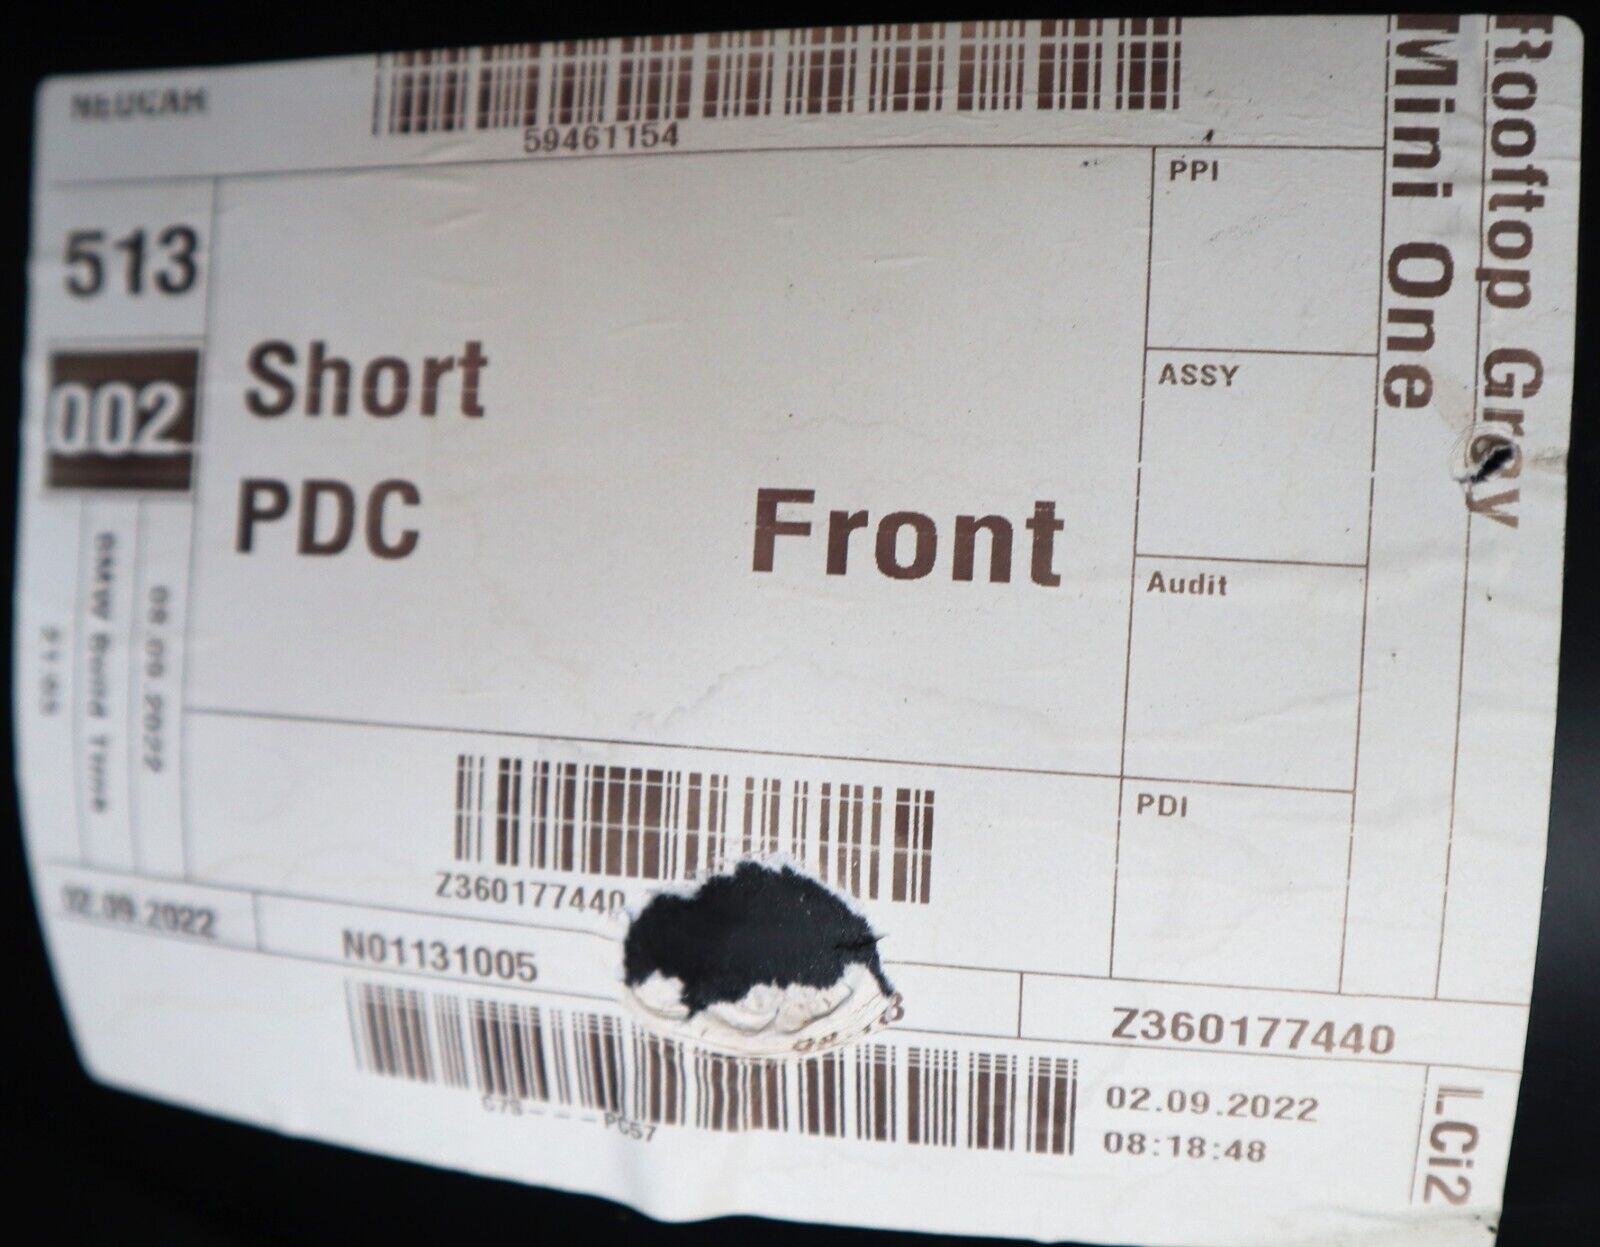 59461154
Rooftop Grey
Mini One
PPI
513
002
Short
ASSY
PDC
Front
Audit
08.09.2022
BMW Build Time
PDI
Z360177440
02.09.2022
N01131005
Z360177440
02.09.2022
08:18:48
LCi2